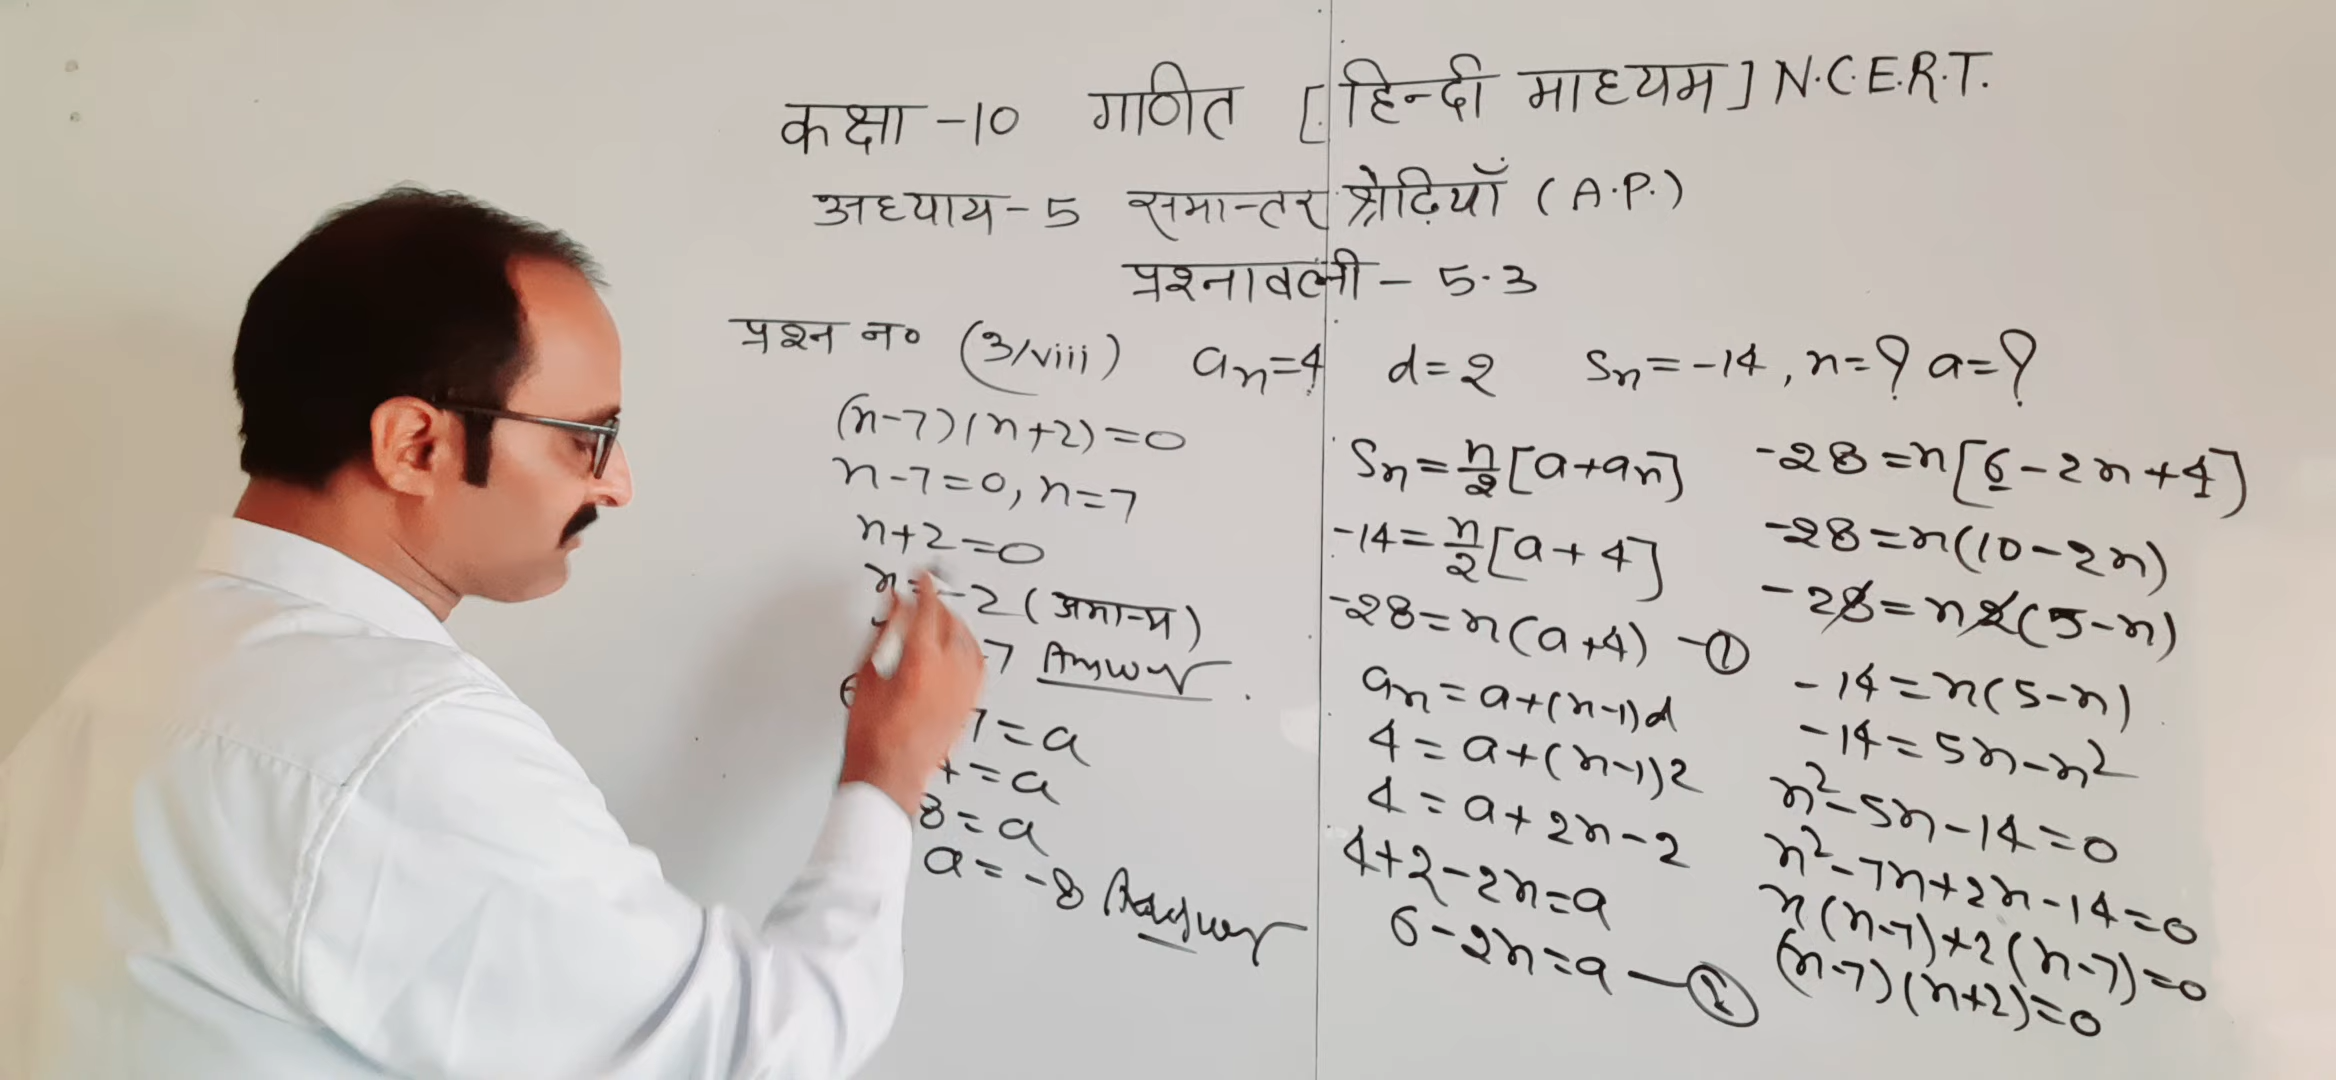 कक्षा -10 गणित [हिन्दी माध्यम] N.C.E.R.T.
अध्याय-5 समान्तर श्रेढ़ियाँ (A.P.)
प्रश्नावली - 5.3
प्रश्न न० (3/viii) an=4 d=2 Sn=-14, n=? a=?
(n-7)(n+2)=0
n-7=0, n=7
n+2=0
n=-2 (अमान्य)
7 Answer
7=a
=a
8=a
a=-8 Answer
Sn=n/2[a+an]
-14=n/2[a+4]
-28=n(a+4) -①
an=a+(n-1)d
4=a+(n-1)2
4=a+2n-2
4+2-2n=a
6-2n=a -②
-28=n[6-2n+4]
-28=n(10-2n)
-28=n2(5-n)
-14=n(5-n)
-14=5n-n²
n²-5n-14=0
n²-7n+2n-14=0
n(n-7)+2(n-7)=0
(n-7)(n+2)=0